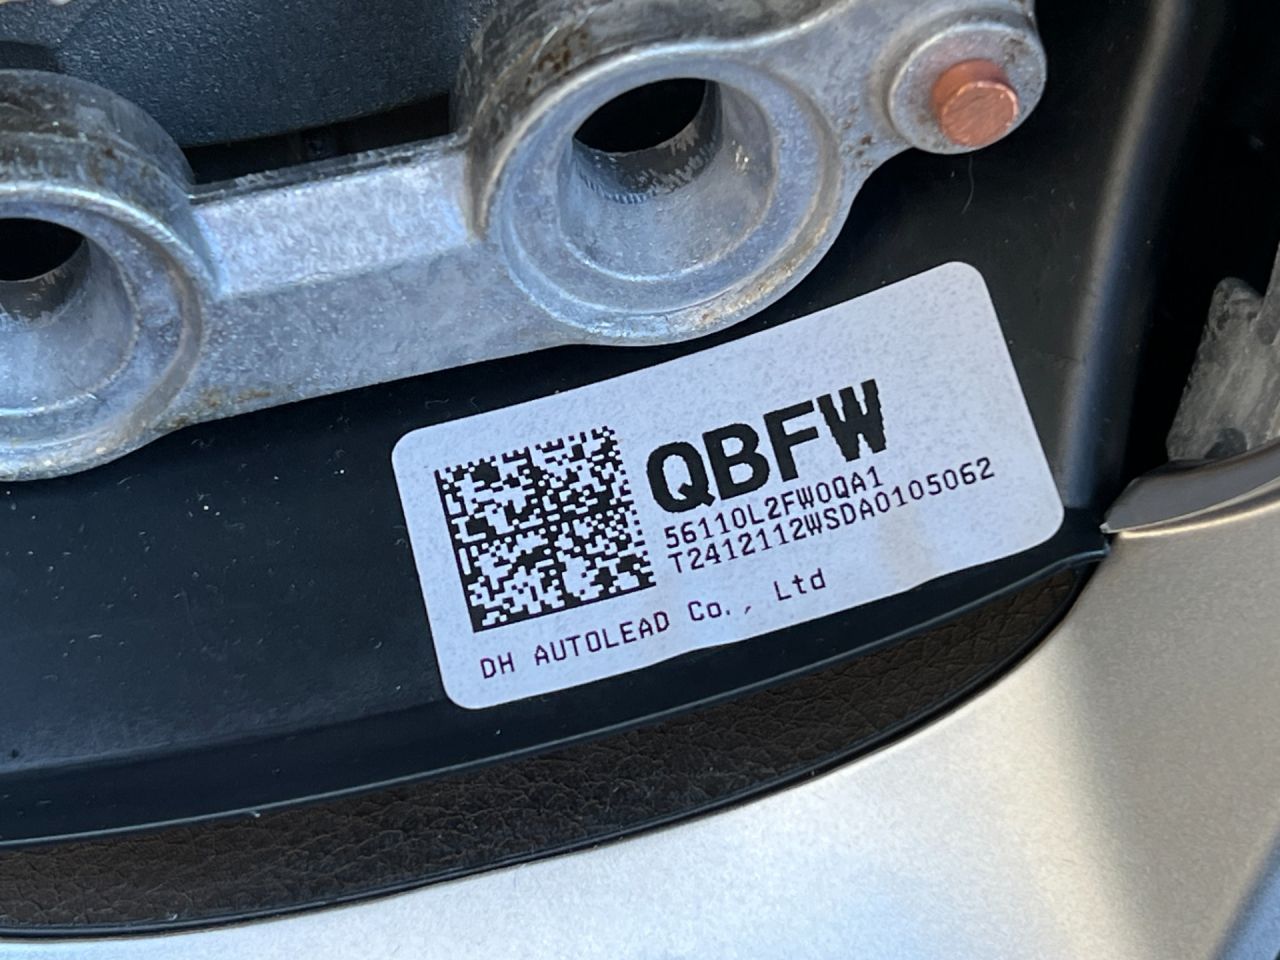 QBFW
56110L2FW0QA1
T2412112WSDA0105062
DH AUTOLEAD Co., Ltd